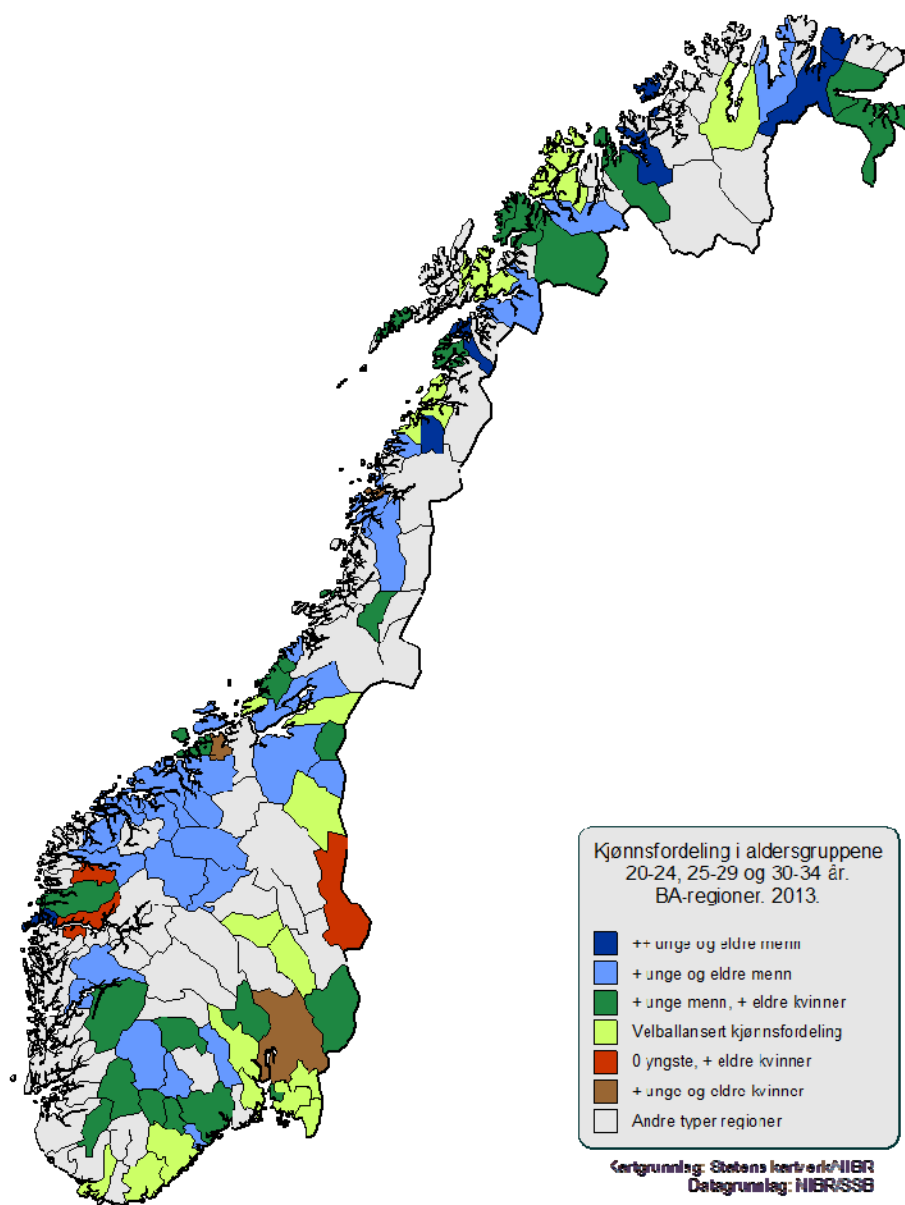 Kjønnsfordeling i aldersgruppene
20-24, 25-29 og 30-34 år.
BA-regioner. 2013.
++ unge og eldre menn
+ unge og eldre menn
+ unge menn, + eldre kvinner
Velballansert kjønnsfordeling
0 yngste, + eldre kvinner
+ unge og eldre kvinner
Andre typer regioner
Kartgrunnlag: Statens kartverk/NIBR
Datagrunnlag: NIBR/SSB